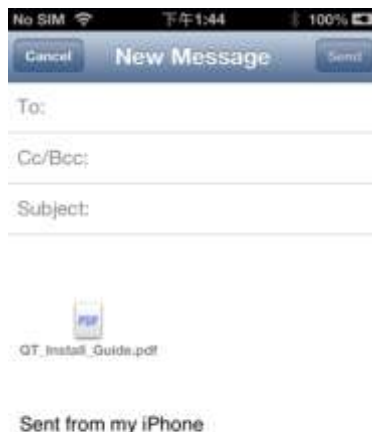 No SIM 下午1:44 100%
Cancel New Message Send
To:
Cc/Bcc:
Subject:
PDF
QT_Install_Guide.pdf
Sent from my iPhone